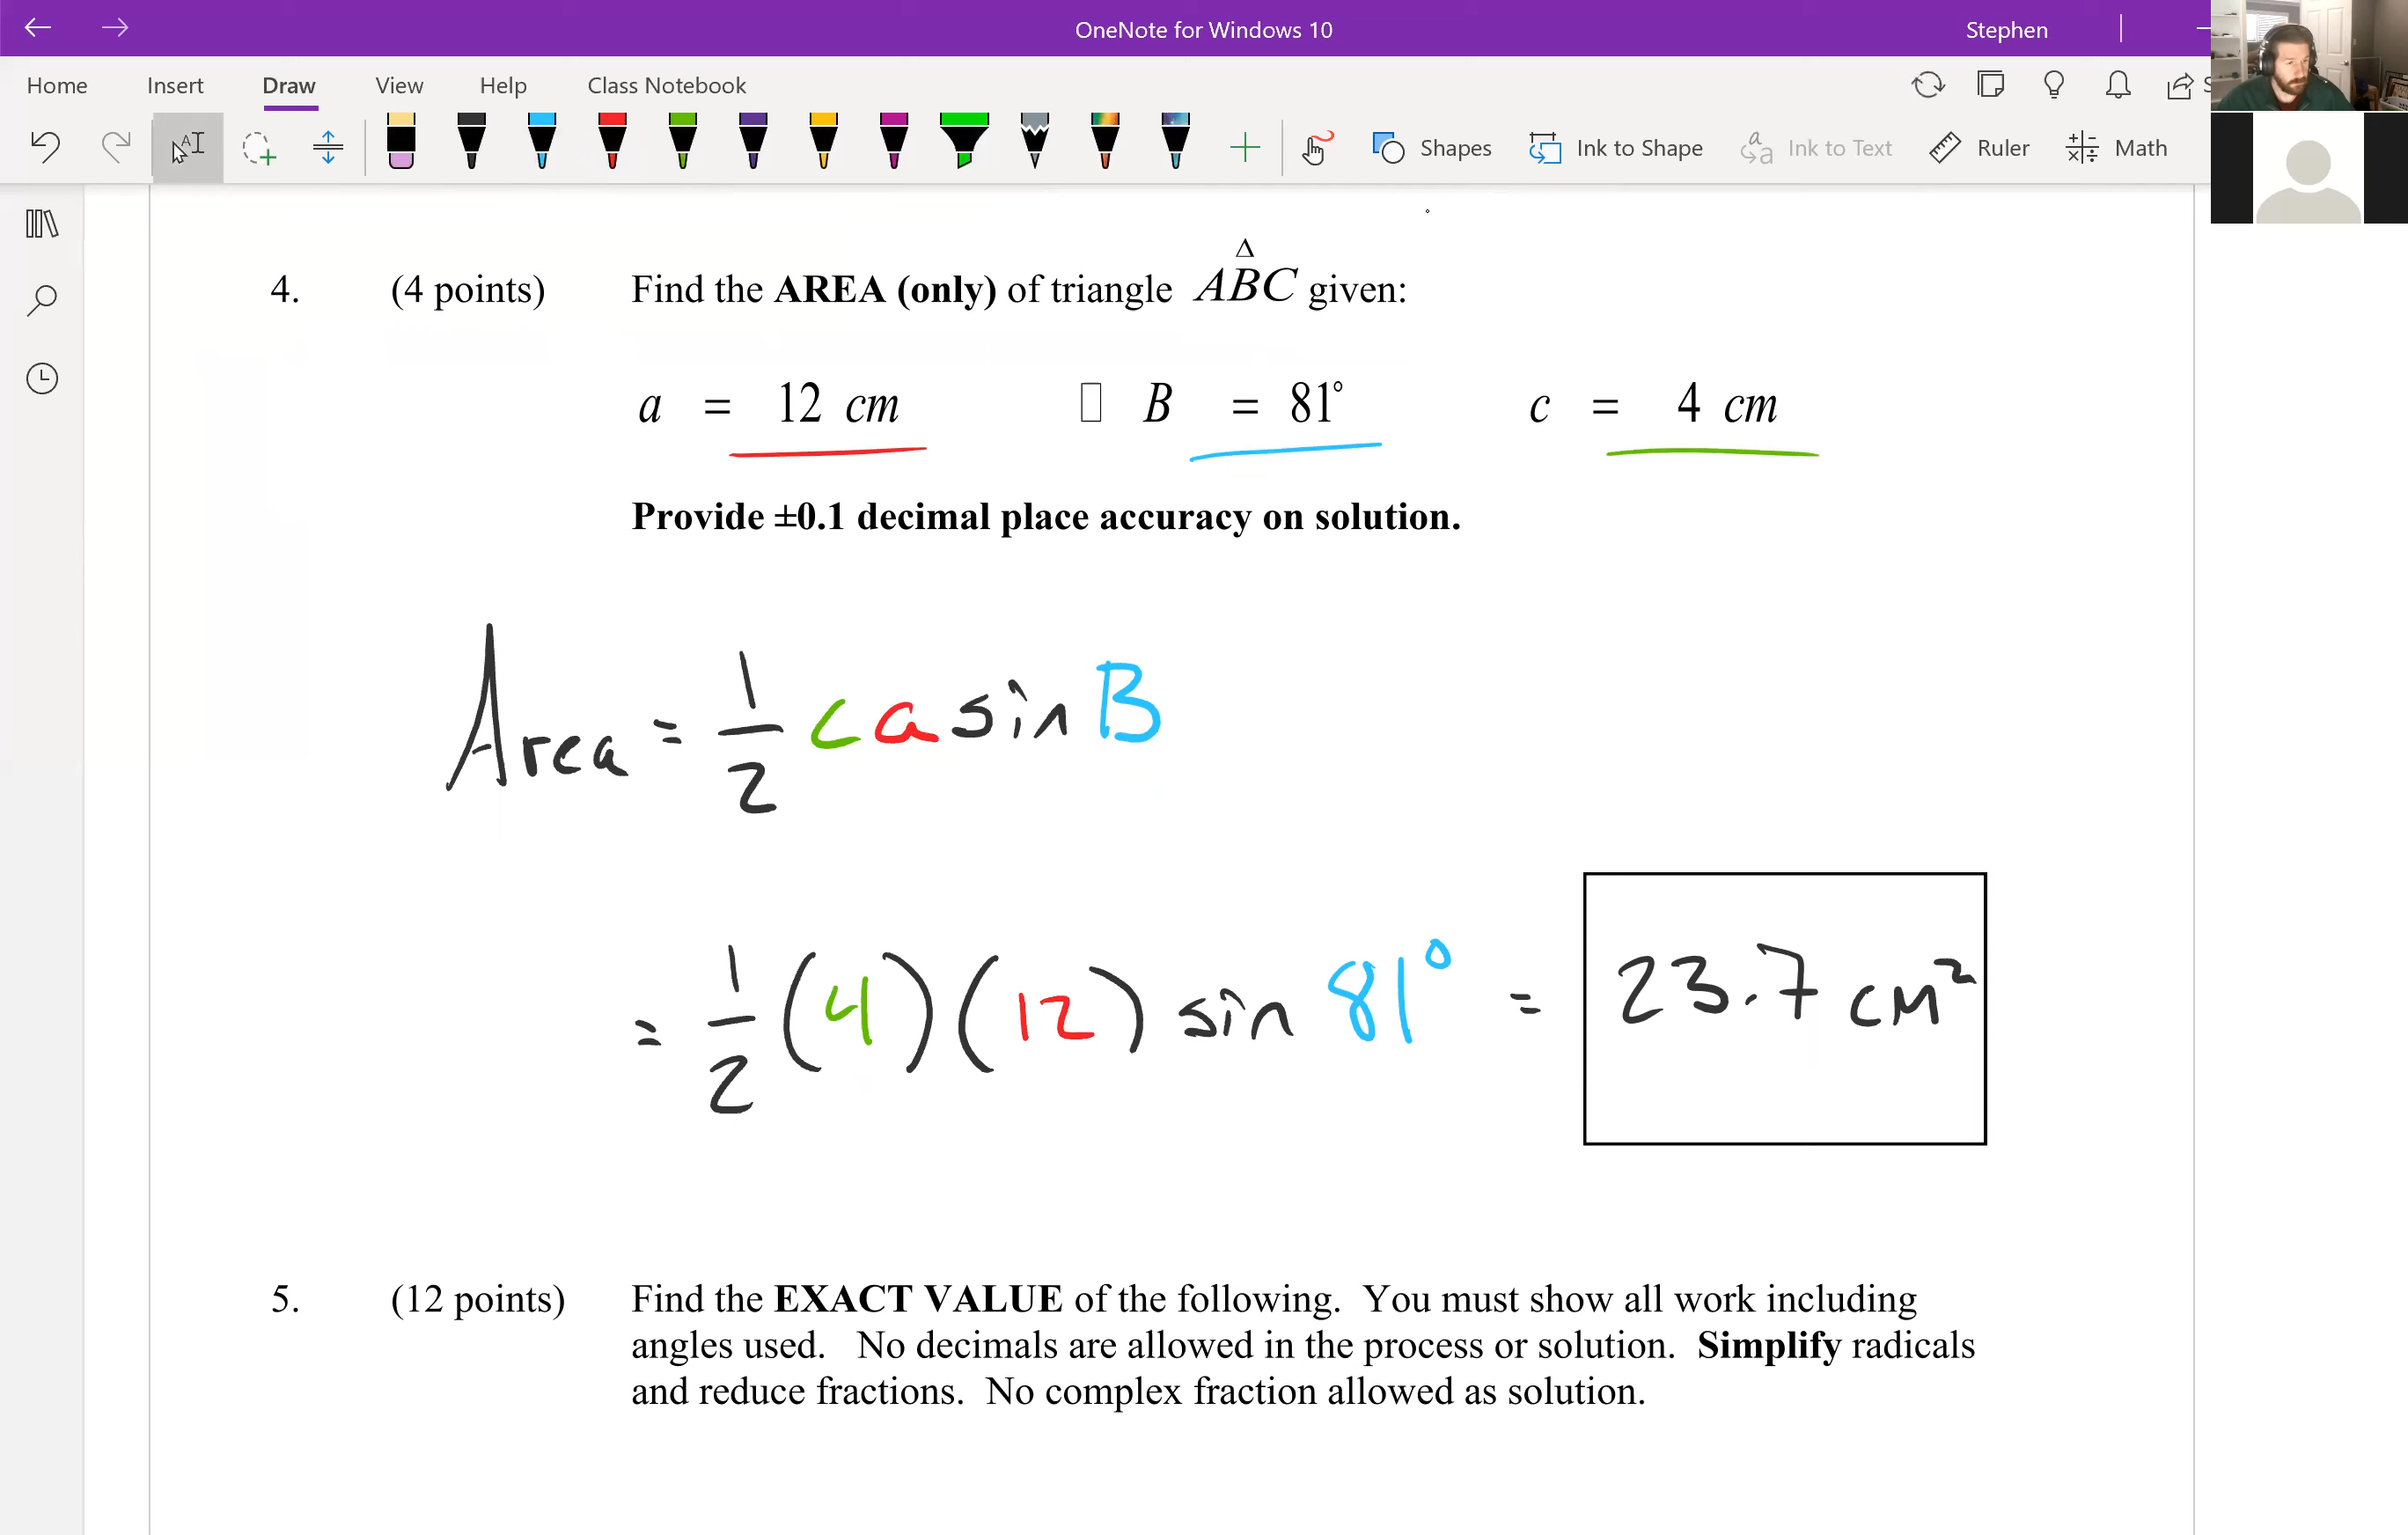 OneNote for Windows 10 Stephen
Home Insert Draw View Help Class Notebook
Shapes Ink to Shape Ink to Text Ruler Math
4. (4 points) Find the AREA (only) of triangle ABC given:
a = 12 cm B = 81° c = 4 cm
Provide ±0.1 decimal place accuracy on solution.
Area = 1/2 c a sin B
= 1/2 (4)(12) sin 81° = 23.7 cm²
5. (12 points) Find the EXACT VALUE of the following. You must show all work including
angles used. No decimals are allowed in the process or solution. Simplify radicals
and reduce fractions. No complex fraction allowed as solution.